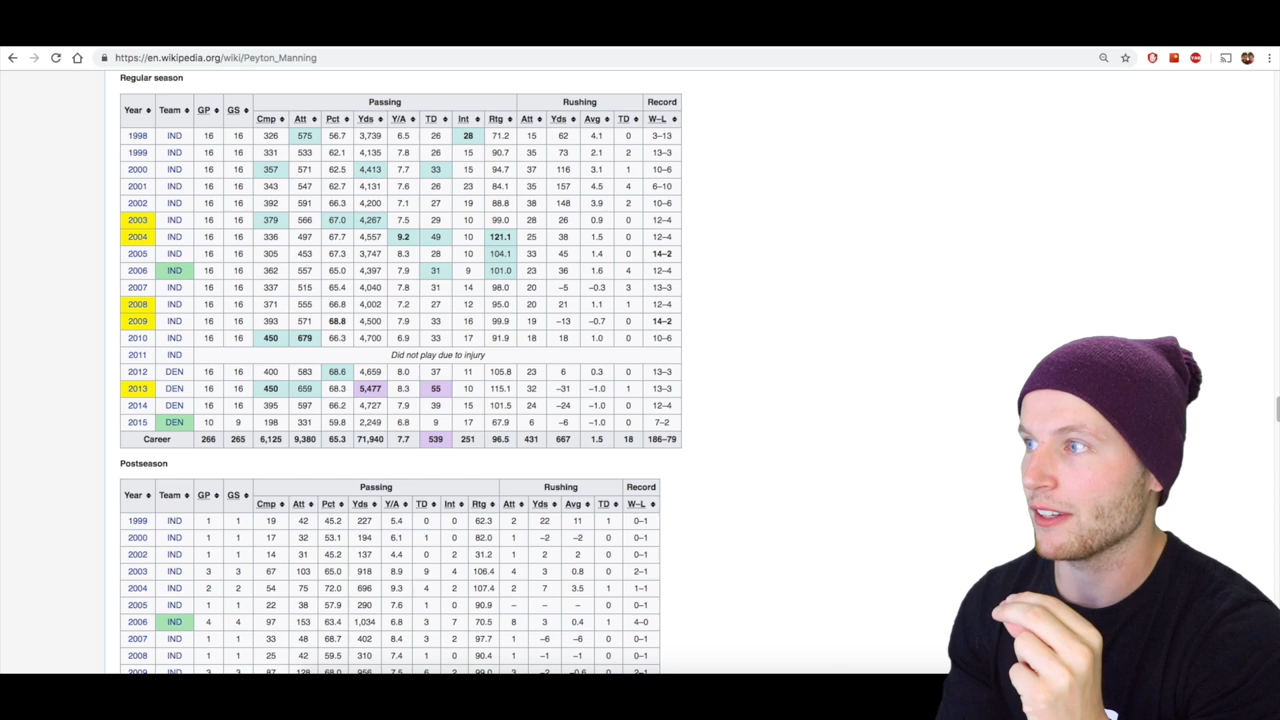 https://en.wikipedia.org/wiki/Peyton_Manning
Regular season
Year Team GP GS Passing Rushing Record
Cmp Att Pct Yds Y/A TD Int Rtg Att Yds Avg TD W–L
1998 IND 16 16 326 575 56.7 3,739 6.5 26 28 71.2 15 62 4.1 0 3–13
1999 IND 16 16 331 533 62.1 4,135 7.8 26 15 90.7 35 73 2.1 2 13–3
2000 IND 16 16 357 571 62.5 4,413 7.7 33 15 94.7 37 116 3.1 1 10–6
2001 IND 16 16 343 547 62.7 4,131 7.6 26 23 84.1 35 157 4.5 4 6–10
2002 IND 16 16 392 591 66.3 4,200 7.1 27 19 88.8 38 148 3.9 2 10–6
2003 IND 16 16 379 566 67.0 4,267 7.5 29 10 99.0 28 26 0.9 0 12–4
2004 IND 16 16 336 497 67.7 4,557 9.2 49 10 121.1 25 38 1.5 0 12–4
2005 IND 16 16 305 453 67.3 3,747 8.3 28 10 104.1 33 45 1.4 0 14–2
2006 IND 16 16 362 557 65.0 4,397 7.9 31 9 101.0 23 36 1.6 4 12–4
2007 IND 16 16 337 515 65.4 4,040 7.8 31 14 98.0 20 −5 −0.3 3 13–3
2008 IND 16 16 371 555 66.8 4,002 7.2 27 12 95.0 20 21 1.1 1 12–4
2009 IND 16 16 393 571 68.8 4,500 7.9 33 16 99.9 19 −13 −0.7 0 14–2
2010 IND 16 16 450 679 66.3 4,700 6.9 33 17 91.9 18 18 1.0 0 10–6
2011 IND Did not play due to injury
2012 DEN 16 16 400 583 68.6 4,659 8.0 37 11 105.8 23 6 0.3 0 13–3
2013 DEN 16 16 450 659 68.3 5,477 8.3 55 10 115.1 32 −31 −1.0 1 13–3
2014 DEN 16 16 395 597 66.2 4,727 7.9 39 15 101.5 24 −24 −1.0 0 12–4
2015 DEN 10 9 198 331 59.8 2,249 6.8 9 17 67.9 6 −6 −1.0 0 7–2
Career 266 265 6,125 9,380 65.3 71,940 7.7 539 251 96.5 431 667 1.5 18 186–79
Postseason
Year Team GP GS Passing Rushing Record
Cmp Att Pct Yds Y/A TD Int Rtg Att Yds Avg TD W–L
1999 IND 1 1 19 42 45.2 227 5.4 0 0 62.3 2 22 11 1 0–1
2000 IND 1 1 17 32 53.1 194 6.1 1 0 82.0 1 −2 −2 0 0–1
2002 IND 1 1 14 31 45.2 137 4.4 0 2 31.2 1 2 2 0 0–1
2003 IND 3 3 67 103 65.0 918 8.9 9 4 106.4 4 3 0.8 0 2–1
2004 IND 2 2 54 75 72.0 696 9.3 4 2 107.4 2 7 3.5 1 1–1
2005 IND 1 1 22 38 57.9 290 7.6 1 0 90.9 – – – – 0–1
2006 IND 4 4 97 153 63.4 1,034 6.8 3 7 70.5 8 3 0.4 1 4–0
2007 IND 1 1 33 48 68.7 402 8.4 3 2 97.7 1 −6 −6 0 0–1
2008 IND 1 1 25 42 59.5 310 7.4 1 0 90.4 1 −1 −1 0 0–1
2009 IND 3 3 87 128 68.0 956 7.5 6 2 99.0 3 −2 −0.6 0 2–1